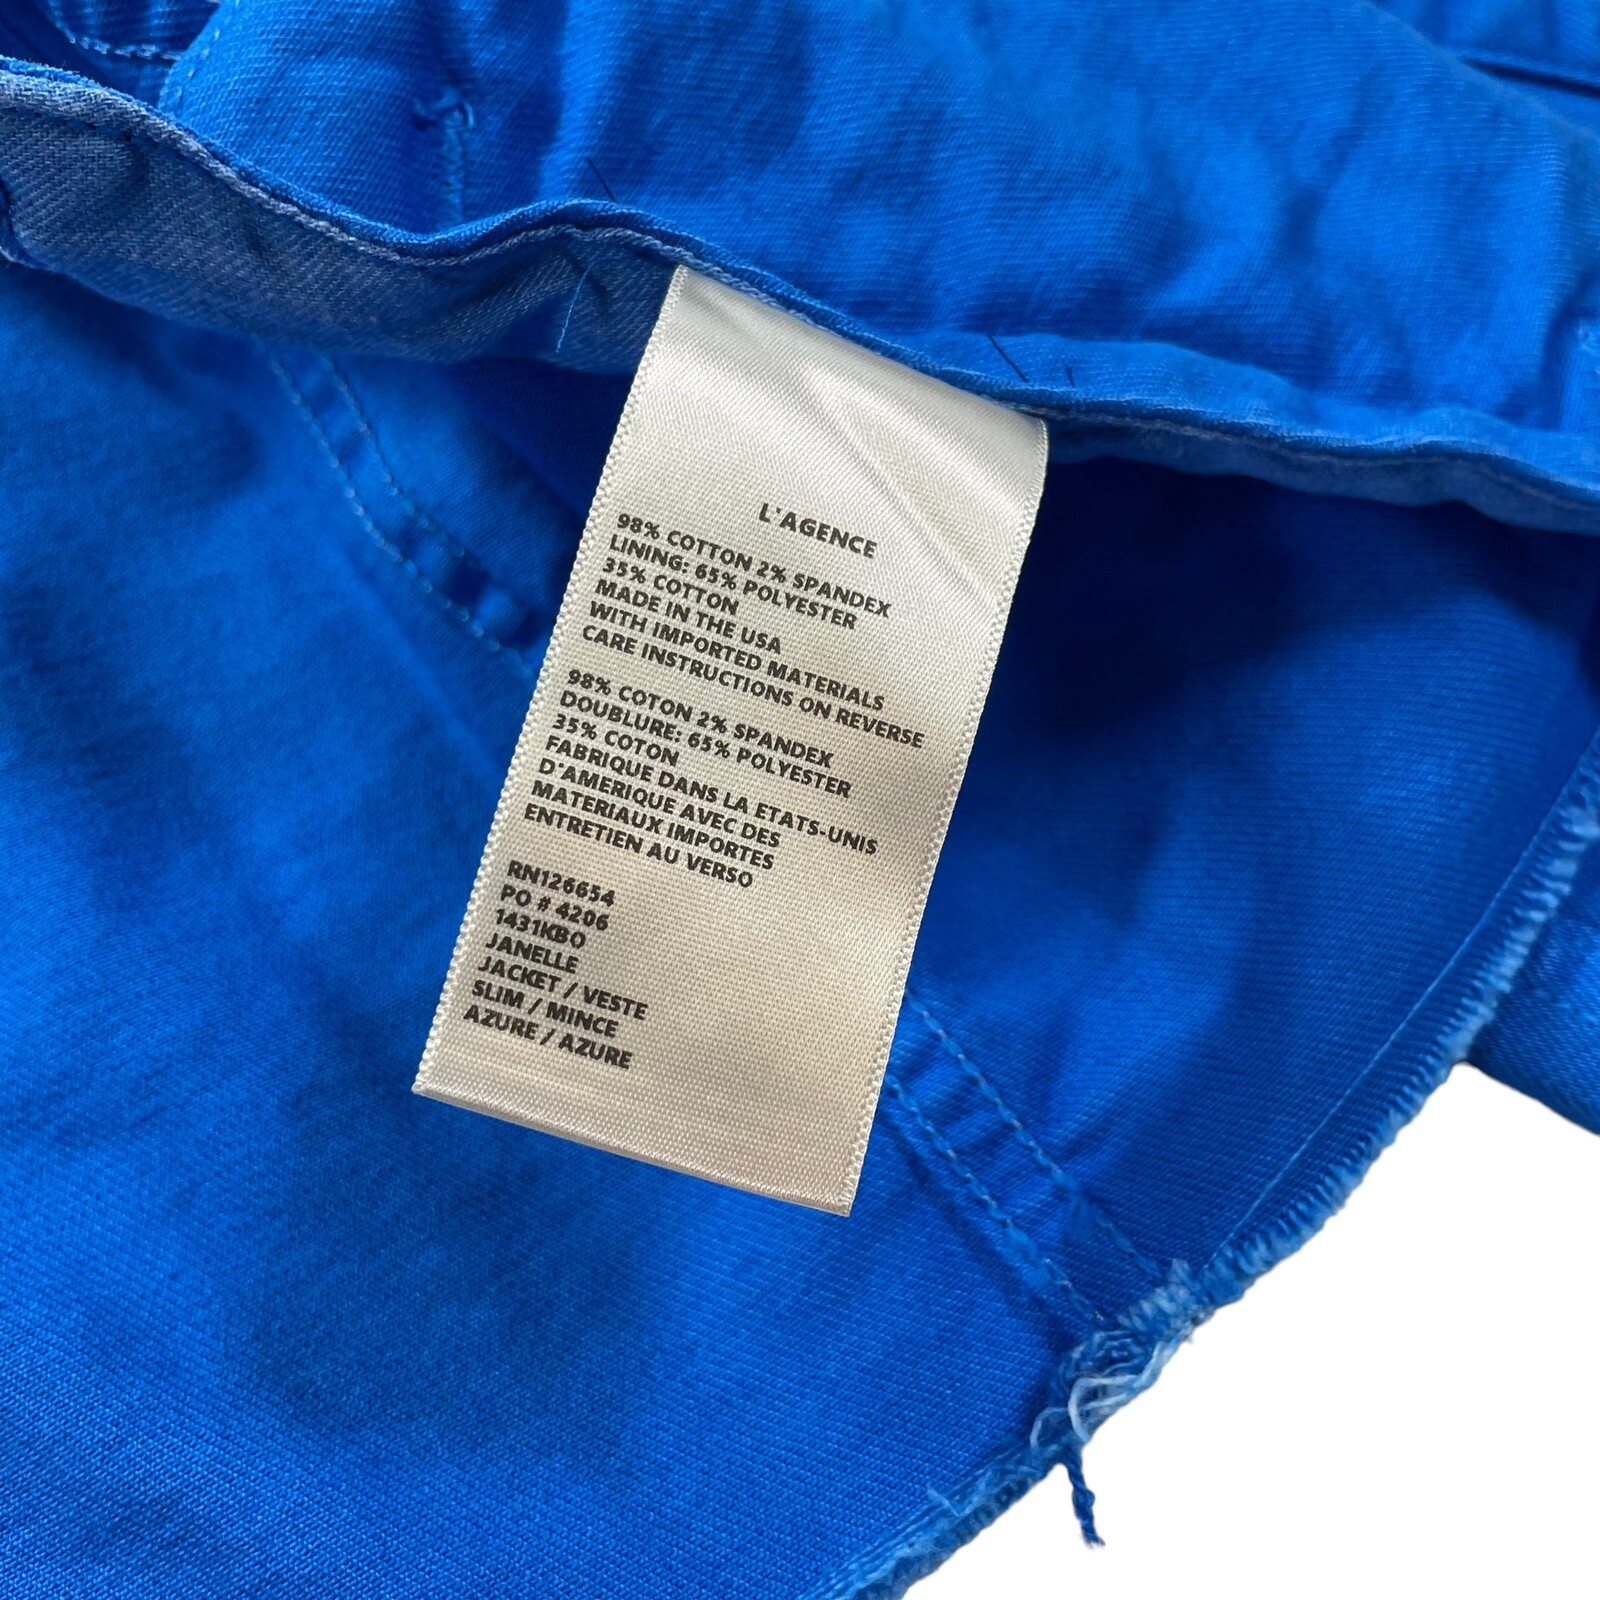 L'AGENCE
98% COTTON 2% SPANDEX
LINING: 65% POLYESTER
35% COTTON
MADE IN THE USA
WITH IMPORTED MATERIALS
CARE INSTRUCTIONS ON REVERSE
98% COTON 2% SPANDEX
DOUBLURE: 65% POLYESTER
35% COTON
FABRIQUE DANS LA ETATS-UNIS
D'AMERIQUE AVEC DES
MATERIAUX IMPORTES
ENTRETIEN AU VERSO
RN126654
PO # 4206
1431KBO
JANELLE
JACKET / VESTE
SLIM / MINCE
AZURE / AZURE